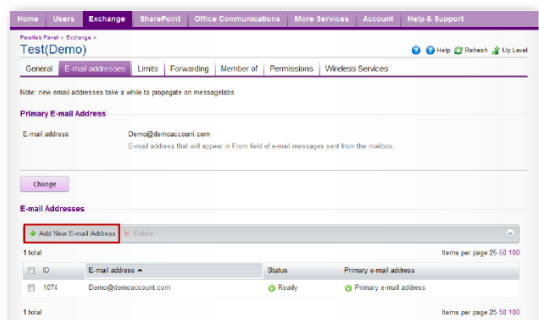 Home Users Exchange SharePoint Office Communications More Services Account Help & Support
Parallels Panel > Exchange >
Test(Demo)
Help Refresh Up Level
General E-mail addresses Limits Forwarding Member of Permissions Wireless Services
Note: new email addresses take a while to propagate on messagelabs
Primary E-mail Address
E-mail address Demo@demoaccount.com
E-mail address that will appear in From field of e-mail messages sent from the mailbox.
Change
E-mail Addresses
Add New E-mail Address Delete
1 total Items per page 25 50 100
ID E-mail address Status Primary e-mail address
1074 Demo@demoaccount.com Ready Primary e-mail address
1 total Items per page 25 50 100